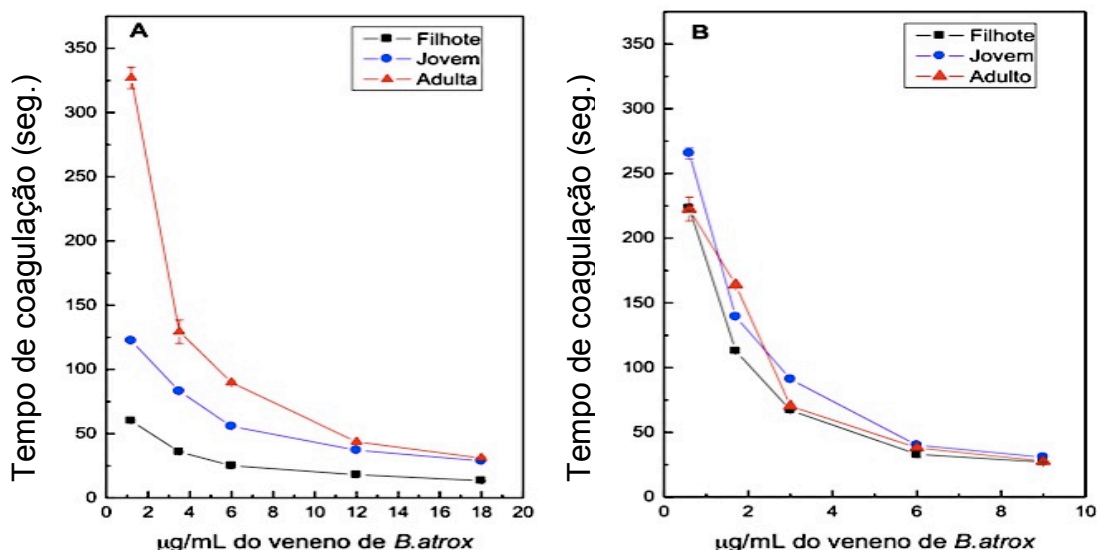 A
Filhote
Jovem
Adulta
Tempo de coagulação (seg.)
350
300
250
200
150
100
50
0
0 2 4 6 8 10 12 14 16 18 20
µg/mL do veneno de B.atrox
B
Filhote
Jovem
Adulto
Tempo de coagulação (seg.)
350
300
250
200
150
100
50
0
0 2 4 6 8 10
µg/mL do veneno de B.atrox